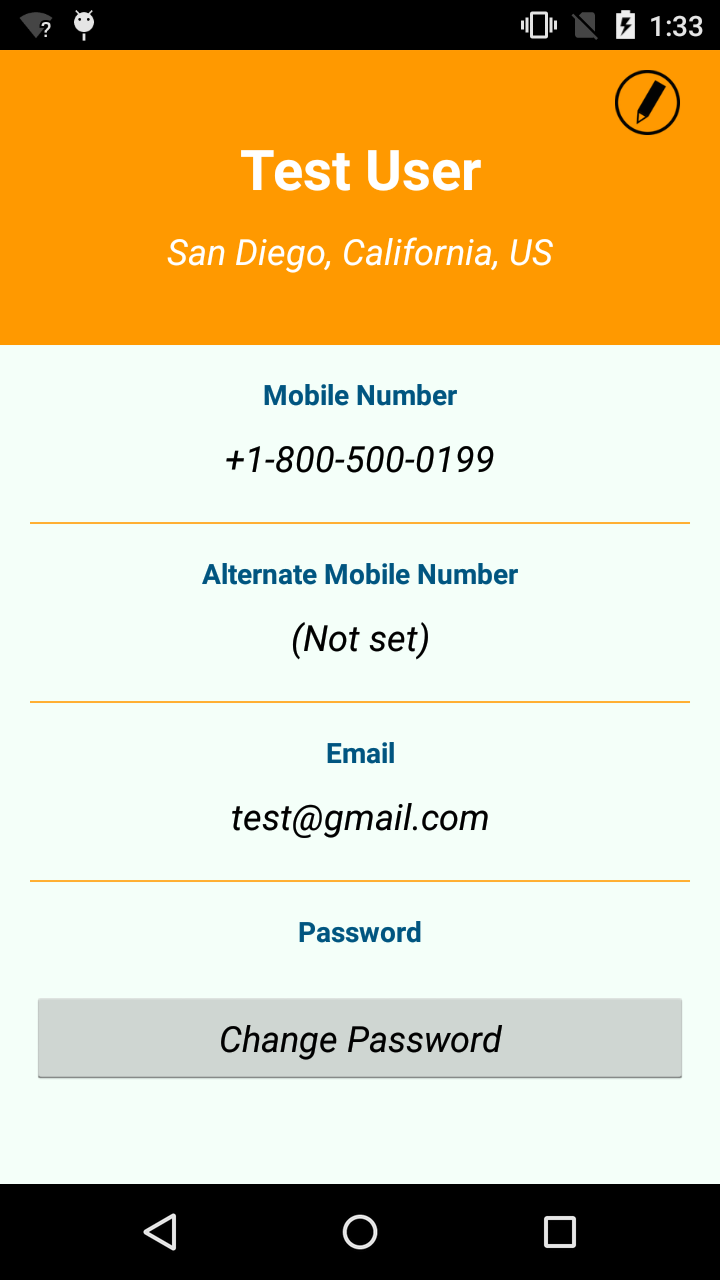 1:33
Test User
San Diego, California, US
Mobile Number
+1-800-500-0199
Alternate Mobile Number
(Not set)
Email
test@gmail.com
Password
Change Password